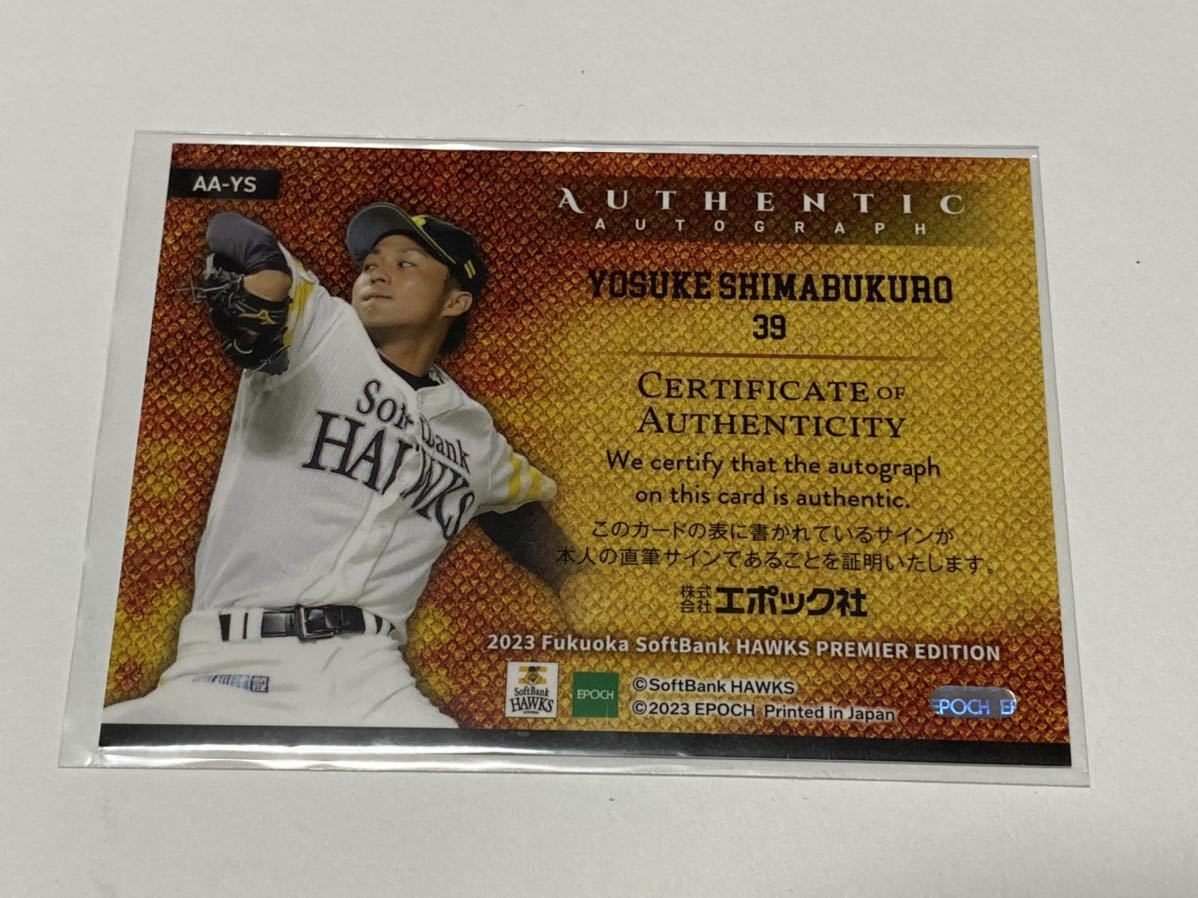 AA-YS
AUTHENTIC
AUTOGRAPH
YOSUKE SHIMABUKURO
39
CERTIFICATE OF
AUTHENTICITY
We certify that the autograph
on this card is authentic.
このカードの表に書かれているサインが
本人の直筆サインであることを証明いたします。
株式会社エポック社
SoftBank
HAWKS
2023 Fukuoka SoftBank HAWKS PREMIER EDITION
SoftBank
HAWKS
EPOCH
©SoftBank HAWKS
©2023 EPOCH Printed in Japan
EPOCH